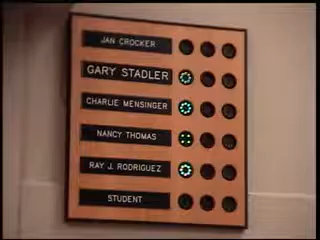 JAN CROCKER
GARY STADLER
CHARLIE MENSINGER
NANCY THOMAS
RAY J. RODRIGUEZ
STUDENT